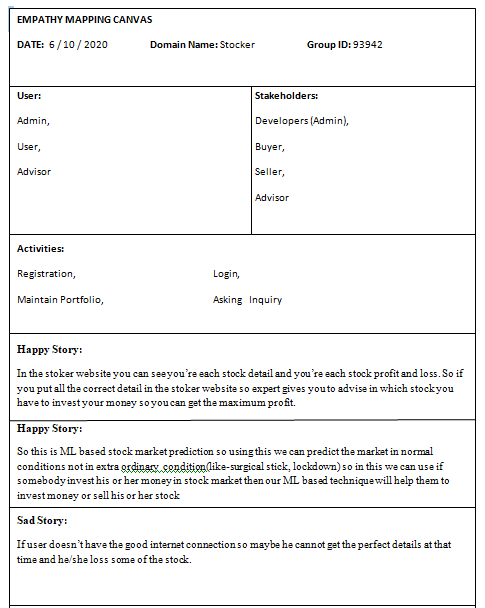 EMPATHY MAPPING CANVAS
DATE: 6 / 10 / 2020 Domain Name: Stocker Group ID: 93942
User:
Admin,
User,
Advisor
Stakeholders:
Developers (Admin),
Buyer,
Seller,
Advisor
Activities:
Registration, Login,
Maintain Portfolio, Asking Inquiry
Happy Story:
In the stoker website you can see you're each stock detail and you're each stock profit and loss. So if
you put all the correct detail in the stoker website so expert gives you to advise in which stock you
have to invest your money so you can get the maximum profit.
Happy Story:
So this is ML based stock market prediction so using this we can predict the market in normal
conditions not in extra ordinary condition(like-surgical stick, lockdown) so in this we can use if
somebody invest his or her money in stock market then our ML based technique will help them to
invest money or sell his or her stock
Sad Story:
If user doesn't have the good internet connection so maybe he cannot get the perfect details at that
time and he/she loss some of the stock.